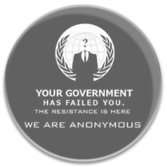 ?
YOUR GOVERNMENT
HAS FAILED YOU.
THE RESISTANCE IS HERE
WE ARE ANONYMOUS